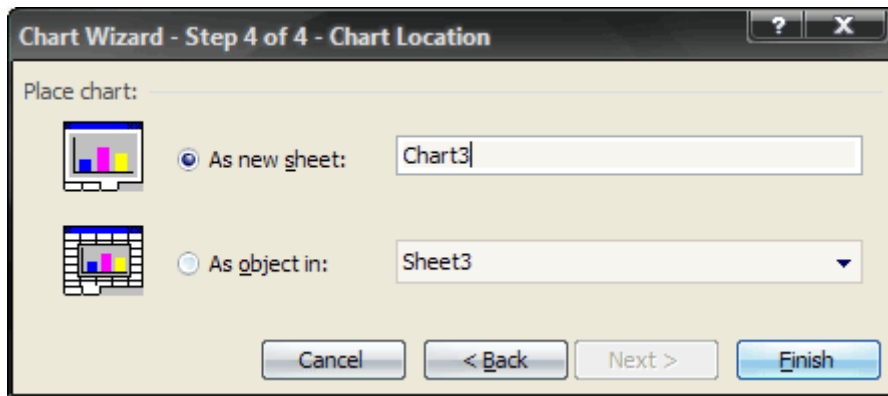 Chart Wizard - Step 4 of 4 - Chart Location
? X
Place chart:
As new sheet: Chart3
As object in: Sheet3
Cancel < Back Next > Finish